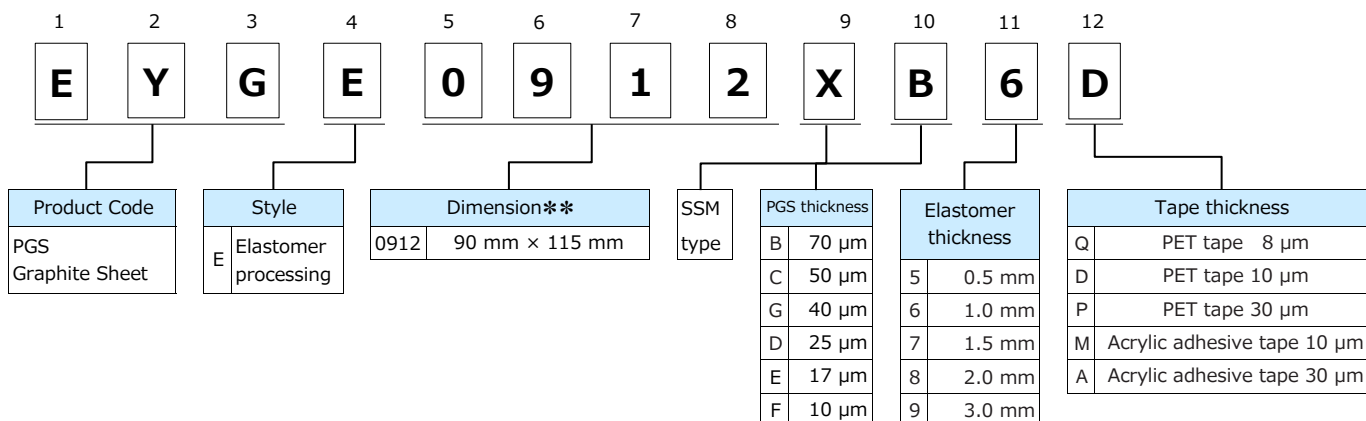 1 2 3 4 5 6 7 8 9 10 11 12
E Y G E 0 9 1 2 X B 6 D
Product Code
PGS
Graphite Sheet
Style
E Elastomer
processing
Dimension**
0912 90 mm × 115 mm
SSM
type
PGS thickness
B 70 μm
C 50 μm
G 40 μm
D 25 μm
E 17 μm
F 10 μm
Elastomer
thickness
5 0.5 mm
6 1.0 mm
7 1.5 mm
8 2.0 mm
9 3.0 mm
Tape thickness
Q PET tape 8 μm
D PET tape 10 μm
P PET tape 30 μm
M Acrylic adhesive tape 10 μm
A Acrylic adhesive tape 30 μm